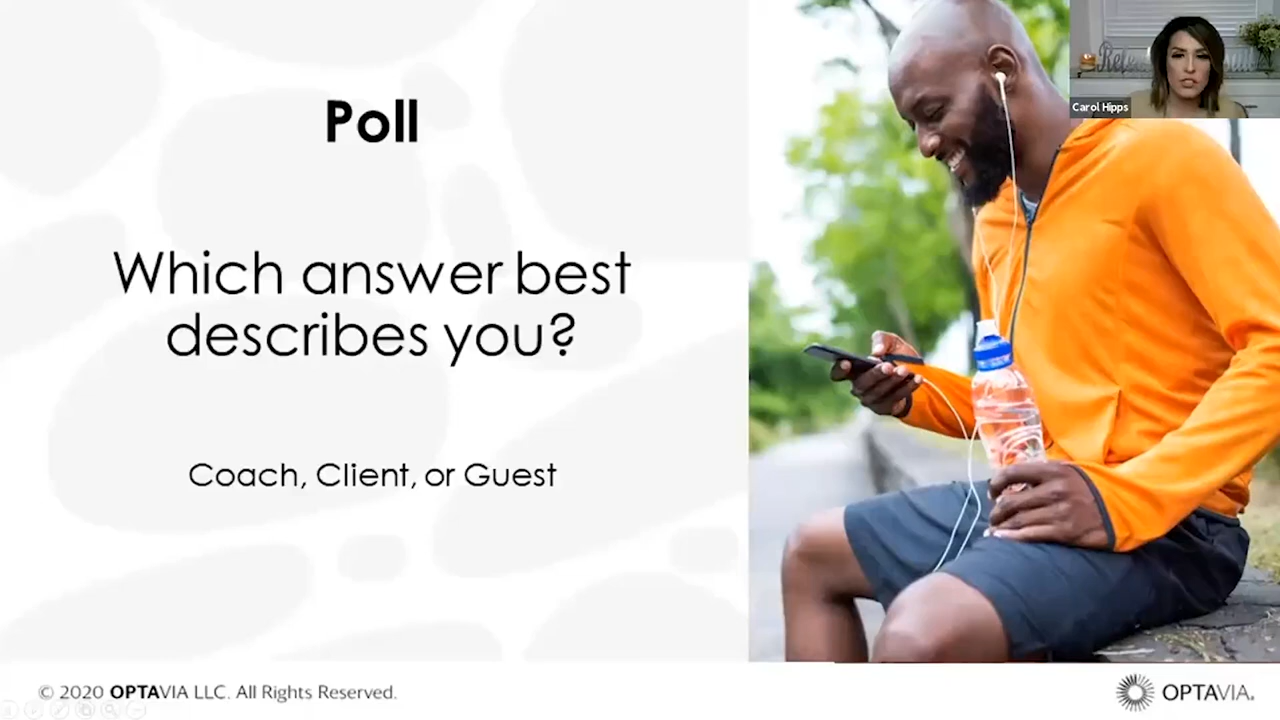 Poll
Carol Hipps
Which answer best
describes you?
Coach, Client, or Guest
© 2020 OPTAVIA LLC. All Rights Reserved.
OPTAVIA®